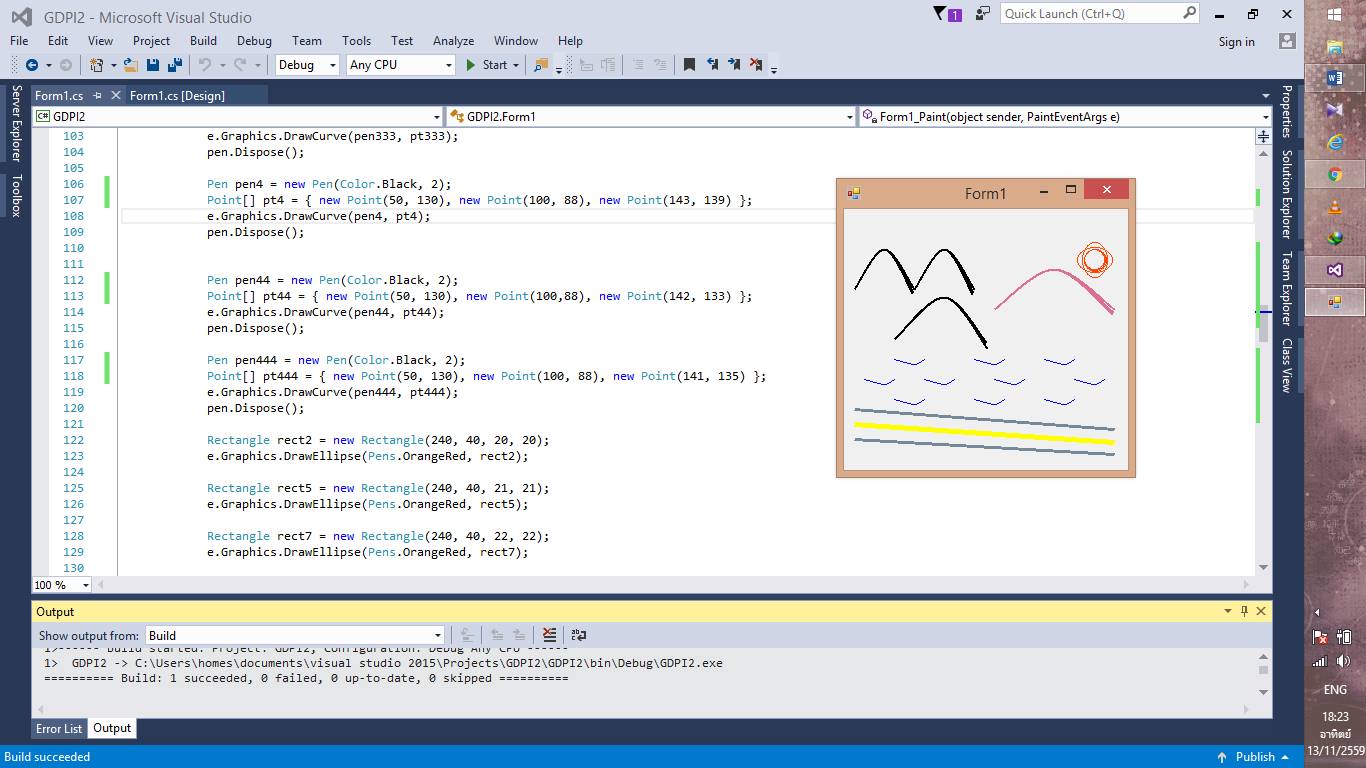 GDPI2 - Microsoft Visual Studio
1
Quick Launch (Ctrl+Q)
File Edit View Project Build Debug Team Tools Test Analyze Window Help
Sign in
Debug Any CPU Start
Server Explorer
Toolbox
Form1.cs Form1.cs [Design]
C# GDPI2 GDPI2.Form1 Form1_Paint(object sender, PaintEventArgs e)
103 e.Graphics.DrawCurve(pen333, pt333);
104 pen.Dispose();
105
106 Pen pen4 = new Pen(Color.Black, 2);
107 Point[] pt4 = { new Point(50, 130), new Point(100, 88), new Point(143, 139) };
108 e.Graphics.DrawCurve(pen4, pt4);
109 pen.Dispose();
110
111
112 Pen pen44 = new Pen(Color.Black, 2);
113 Point[] pt44 = { new Point(50, 130), new Point(100,88), new Point(142, 133) };
114 e.Graphics.DrawCurve(pen44, pt44);
115 pen.Dispose();
116
117 Pen pen444 = new Pen(Color.Black, 2);
118 Point[] pt444 = { new Point(50, 130), new Point(100, 88), new Point(141, 135) };
119 e.Graphics.DrawCurve(pen444, pt444);
120 pen.Dispose();
121
122 Rectangle rect2 = new Rectangle(240, 40, 20, 20);
123 e.Graphics.DrawEllipse(Pens.OrangeRed, rect2);
124
125 Rectangle rect5 = new Rectangle(240, 40, 21, 21);
126 e.Graphics.DrawEllipse(Pens.OrangeRed, rect5);
127
128 Rectangle rect7 = new Rectangle(240, 40, 22, 22);
129 e.Graphics.DrawEllipse(Pens.OrangeRed, rect7);
130
100 %
Form1
Properties
Solution Explorer
Team Explorer
Class View
Output
Show output from: Build
1>------ Build started: Project: GDPI2, Configuration: Debug Any CPU ------
1> GDPI2 -> C:\Users\homes\documents\visual studio 2015\Projects\GDPI2\GDPI2\bin\Debug\GDPI2.exe
========== Build: 1 succeeded, 0 failed, 0 up-to-date, 0 skipped ==========
Error List Output
Build succeeded
Publish
ENG
18:23
อาทิตย์
13/11/2559